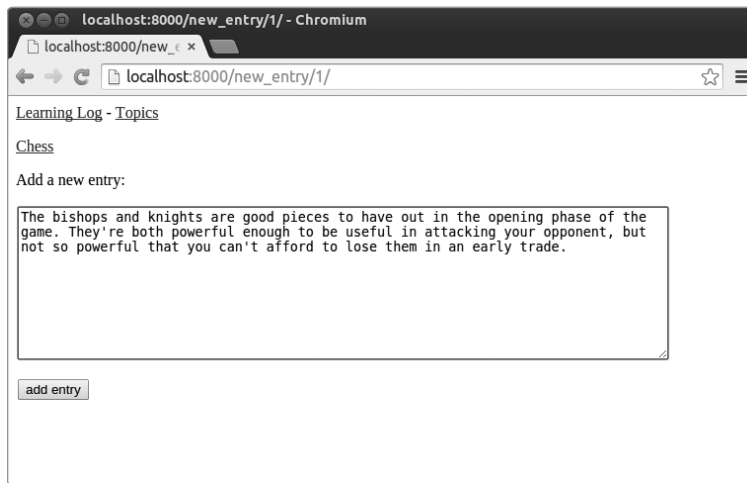 localhost:8000/new_entry/1/ - Chromium
localhost:8000/new_e
localhost:8000/new_entry/1/
Learning Log - Topics
Chess
Add a new entry:
The bishops and knights are good pieces to have out in the opening phase of the
game. They're both powerful enough to be useful in attacking your opponent, but
not so powerful that you can't afford to lose them in an early trade.
add entry